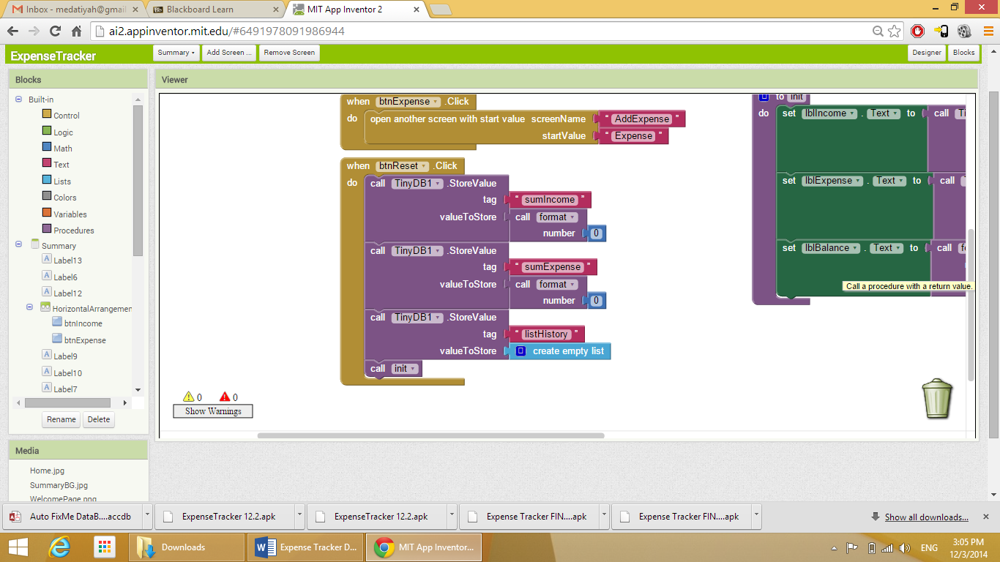 Inbox - medatiyah@gmail
Blackboard Learn
MIT App Inventor 2
ai2.appinventor.mit.edu/#6491978091986944
ExpenseTracker
Summary
Add Screen ...
Remove Screen
Designer
Blocks
Blocks
Built-in
Control
Logic
Math
Text
Lists
Colors
Variables
Procedures
Summary
Label13
Label6
Label12
HorizontalArrangemen
btnIncome
btnExpense
Label9
Label10
Label7
Rename
Delete
Media
Home.jpg
SummaryBG.jpg
WelcomePage.png
Viewer
when btnExpense .Click
do open another screen with start value screenName " AddExpense "
startValue " Expense "
when btnReset .Click
do call TinyDB1 .StoreValue
tag " sumIncome "
valueToStore call format
number 0
call TinyDB1 .StoreValue
tag " sumExpense "
valueToStore call format
number 0
call TinyDB1 .StoreValue
tag " listHistory "
valueToStore create empty list
call init
to init
do set lblIncome . Text to call Ti
set lblExpense . Text to call
set lblBalance . Text to call fo
Call a procedure with a return value.
0 0
Show Warnings
Auto FixMe DataB....accdb
ExpenseTracker 12.2.apk
ExpenseTracker 12.2.apk
Expense Tracker FIN....apk
Expense Tracker FIN....apk
Show all downloads...
Downloads
Expense Tracker D...
MIT App Inventor...
ENG
3:05 PM
12/3/2014